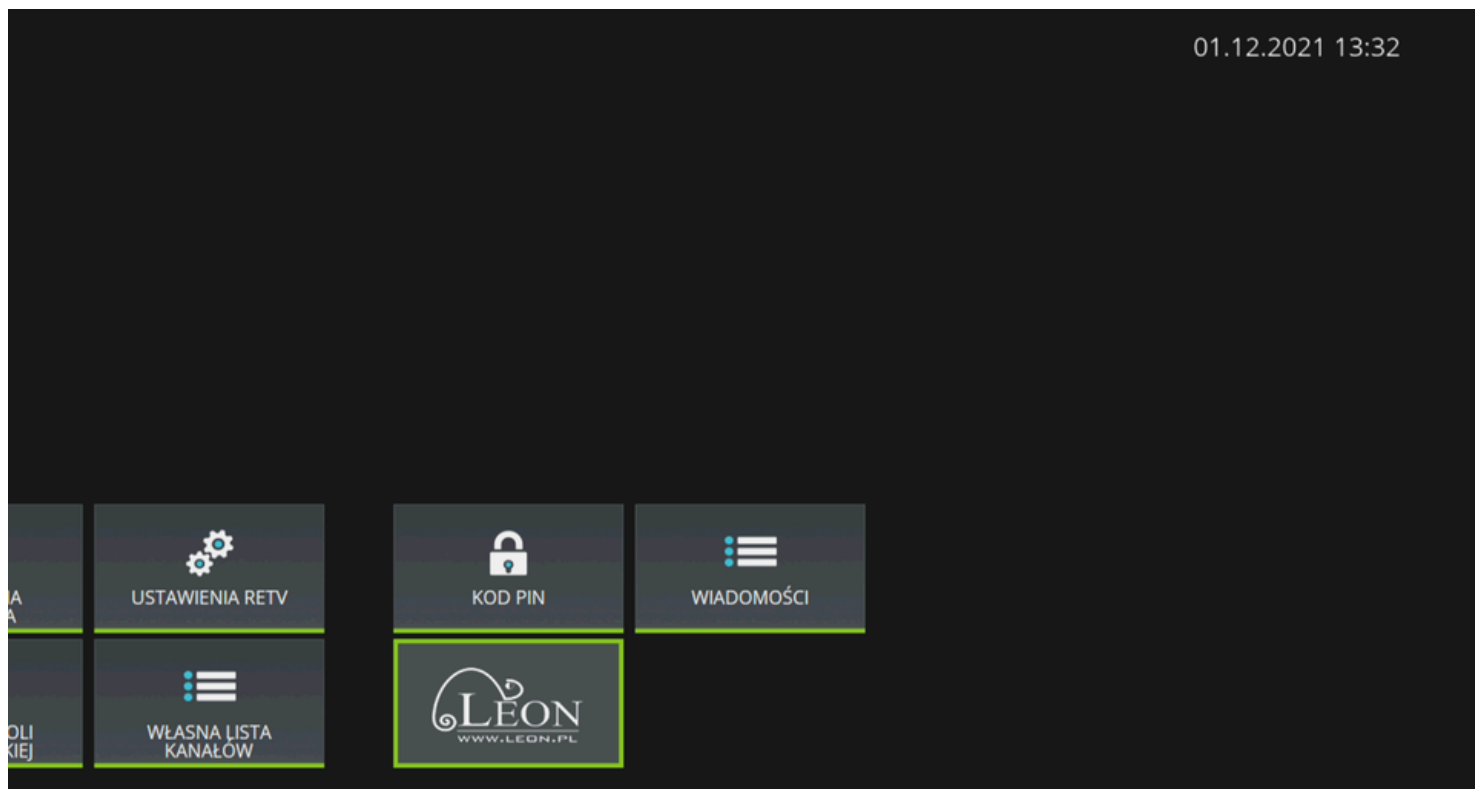 01.12.2021 13:32
USTAWIENIA RETV
KOD PIN
WIADOMOŚCI
WŁASNA LISTA
KANAŁÓW
LEON
WWW.LEON.PL